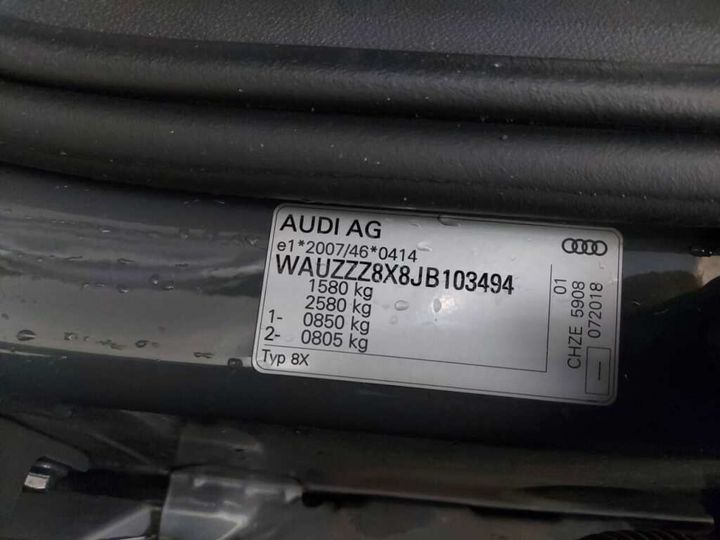 AUDI AG
e1*2007/46*0414
WAUZZZ8X8JB103494
1580 kg
2580 kg
1- 0850 kg
2- 0805 kg
Typ 8X
01
CHZE 5908
072018